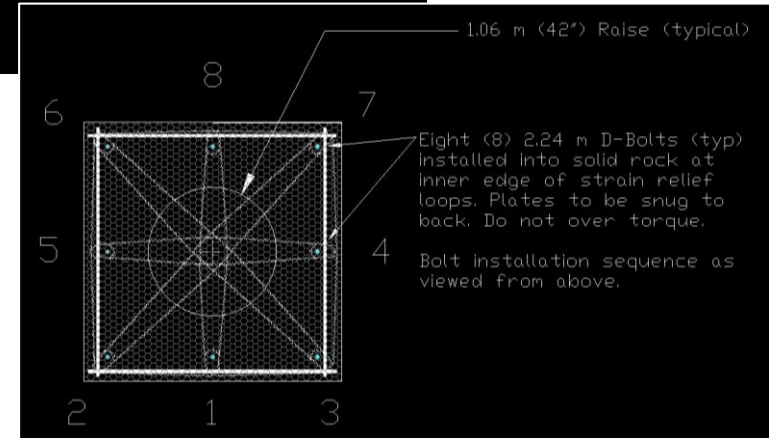 1.06 m (42") Raise (typical)
8
6
7
Eight (8) 2.24 m D-Bolts (typ)
installed into solid rock at
inner edge of strain relief
loops. Plates to be snug to
back. Do not over torque.
5
4
Bolt installation sequence as
viewed from above.
2
1
3